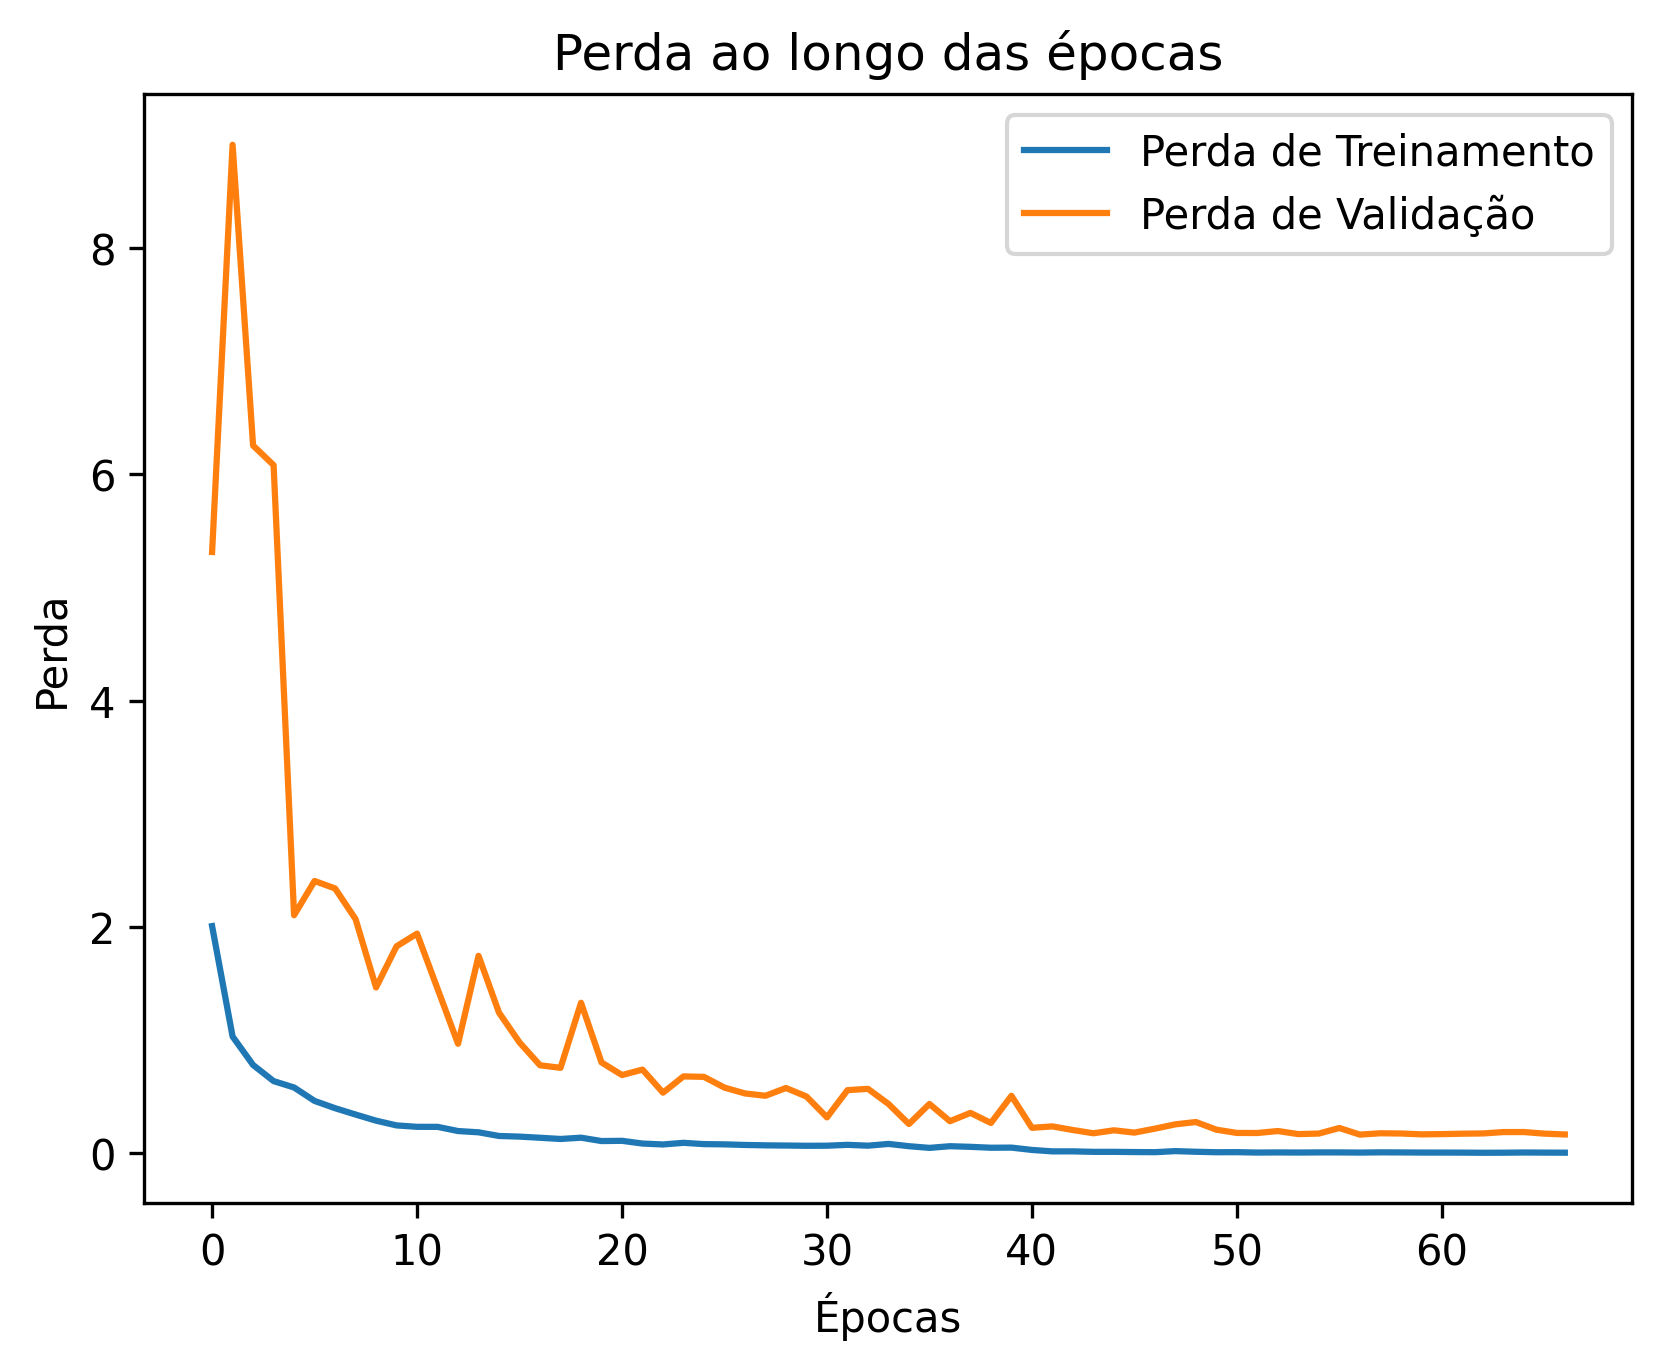 Perda ao longo das épocas
Perda de Treinamento
Perda de Validação
8
6
4
2
0
Perda
0 10 20 30 40 50 60
Épocas